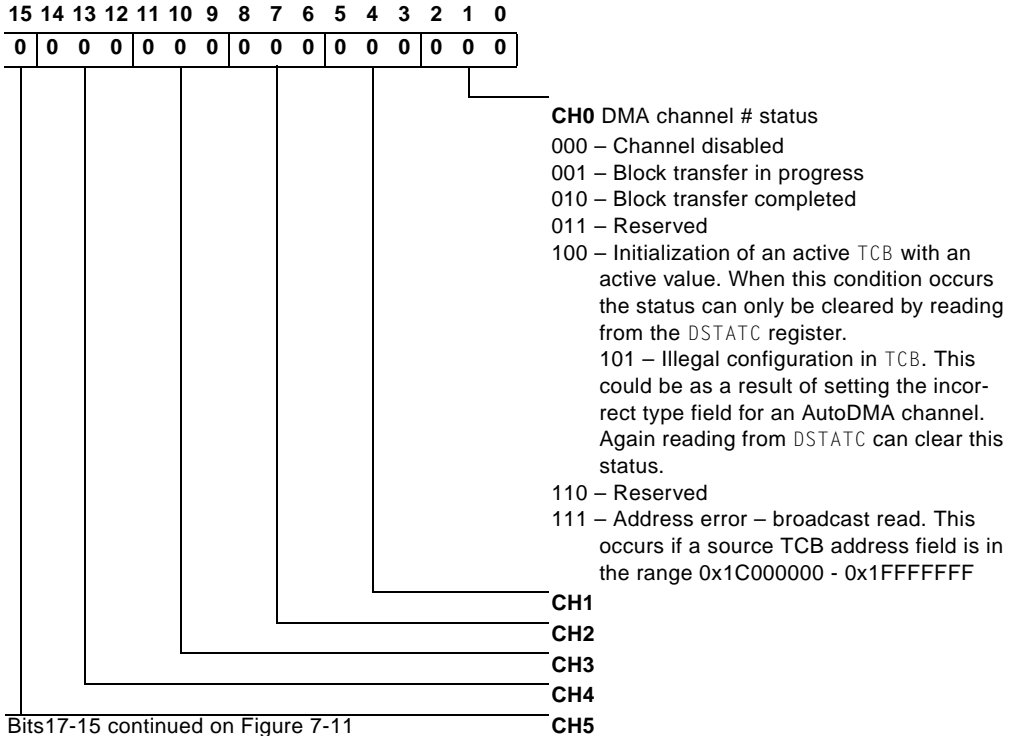 15 14 13 12 11 10 9 8 7 6 5 4 3 2 1 0
0 0 0 0 0 0 0 0 0 0 0 0 0 0 0 0
CH0 DMA channel # status
000 – Channel disabled
001 – Block transfer in progress
010 – Block transfer completed
011 – Reserved
100 – Initialization of an active TCB with an
active value. When this condition occurs
the status can only be cleared by reading
from the DSTATC register.
101 – Illegal configuration in TCB. This
could be as a result of setting the incor-
rect type field for an AutoDMA channel.
Again reading from DSTATC can clear this
status.
110 – Reserved
111 – Address error – broadcast read. This
occurs if a source TCB address field is in
the range 0x1C000000 - 0x1FFFFFFF
CH1
CH2
CH3
CH4
Bits17-15 continued on Figure 7-11
CH5